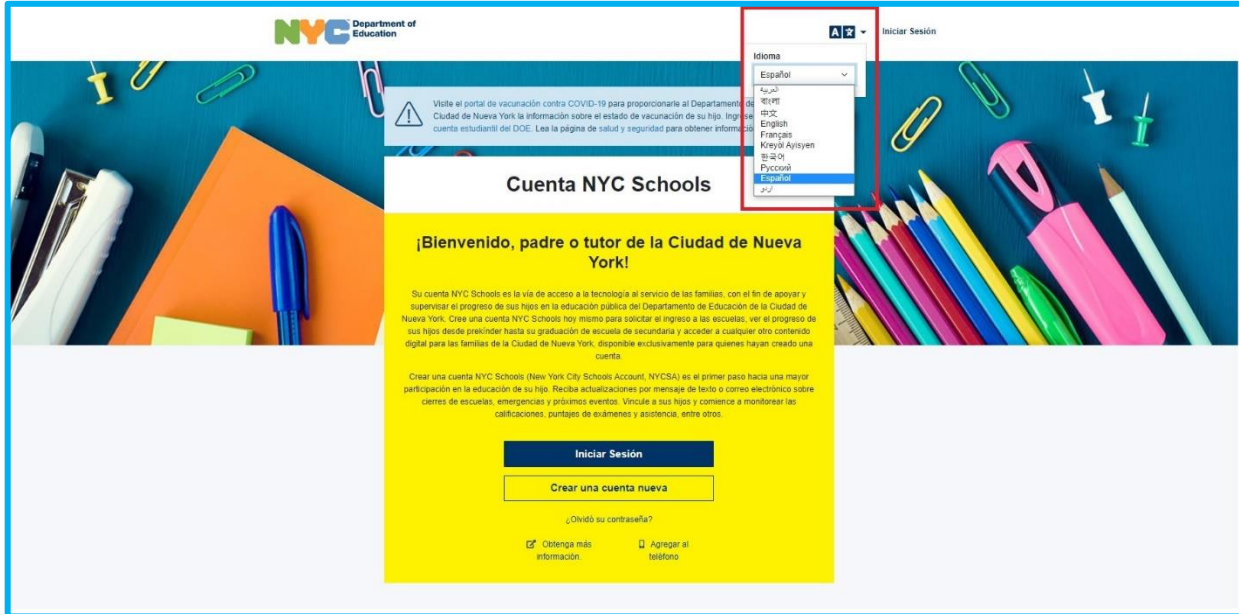 NYC Department of
Education
Iniciar Sesión
Idioma
Español
العربية
বাংলা
中文
English
Français
Kreyòl Ayisyen
한국어
Русский
Español
اردو
Visite el portal de vacunación contra COVID-19 para proporcionarle al Departamento de
Ciudad de Nueva York la información sobre el estado de vacunación de su hijo. Ingrese
cuenta estudiantil del DOE. Lea la página de salud y seguridad para obtener
Cuenta NYC Schools
¡Bienvenido, padre o tutor de la Ciudad de Nueva
York!
Su cuenta NYC Schools es la vía de acceso a la tecnología al servicio de las familias, con el fin de apoyar y
supervisar el progreso de sus hijos en la educación pública del Departamento de Educación de la Ciudad de
Nueva York. Cree una cuenta NYC Schools hoy mismo para solicitar el ingreso a las escuelas, ver el progreso de
sus hijos desde prekínder hasta su graduación de escuela de secundaria y acceder a cualquier otro contenido
digital para las familias de la Ciudad de Nueva York, disponible exclusivamente para quienes hayan creado una
cuenta.
Crear una cuenta NYC Schools (New York City Schools Account, NYCSA) es el primer paso hacia una mayor
participación en la educación de su hijo. Reciba actualizaciones por mensaje de texto o correo electrónico sobre
cierres de escuelas, emergencias y próximos eventos. Vincule a sus hijos y comience a monitorear las
calificaciones, puntajes de exámenes y asistencia, entre otros.
Iniciar Sesión
Crear una cuenta nueva
¿Olvidó su contraseña?
Obtenga más
información.
Agregar al
teléfono